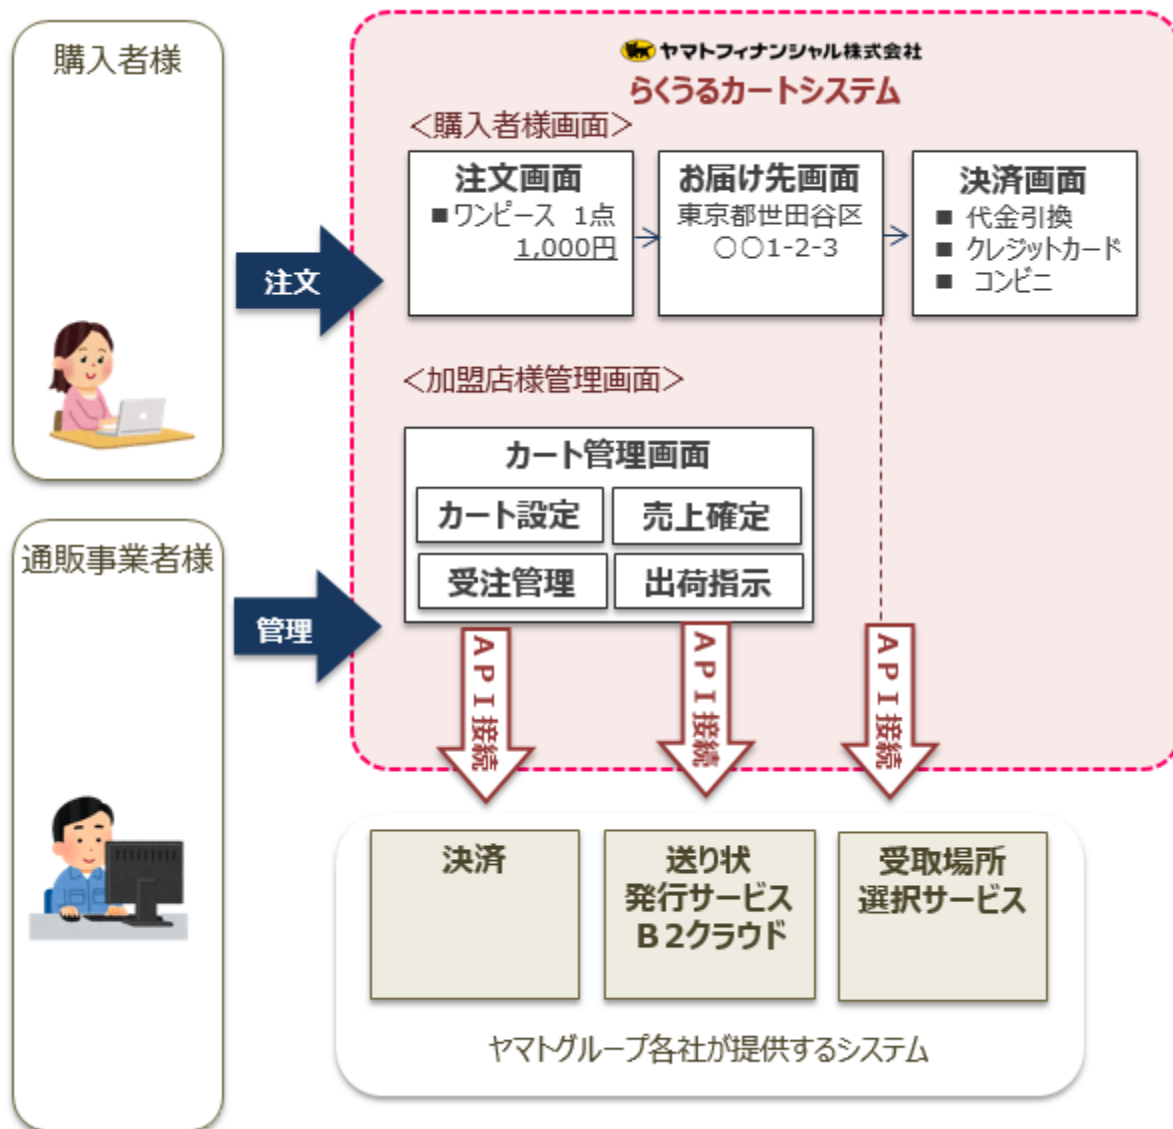 購入者様
ヤマトフィナンシャル株式会社
らくうるカートシステム
＜購入者様画面＞
注文画面
■ワンピース 1点
1,000円
お届け先画面
東京都世田谷区
○○1-2-3
決済画面
■ 代金引換
■ クレジットカード
■ コンビニ
注文
＜加盟店様管理画面＞
カート管理画面
カート設定
売上確定
受注管理
出荷指示
通販事業者様
管理
ＡＰＩ接続
ＡＰＩ接続
ＡＰＩ接続
決済
送り状
発行サービス
Ｂ２クラウド
受取場所
選択サービス
ヤマトグループ各社が提供するシステム